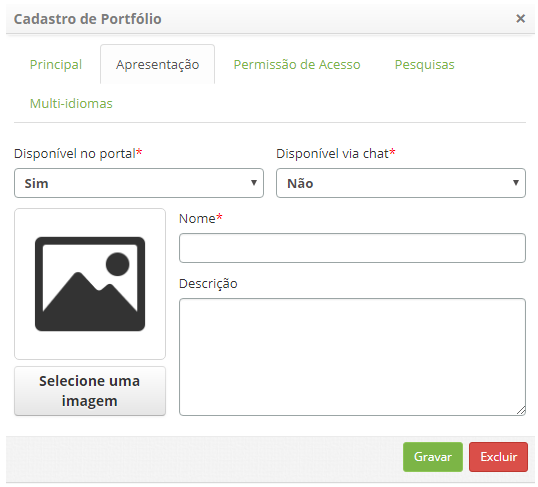 Cadastro de Portfólio ×
Principal Apresentação Permissão de Acesso Pesquisas
Multi-idiomas
Disponível no portal* Disponível via chat*
Sim Não
Nome*
Descrição
Selecione uma
imagem
Gravar Excluir